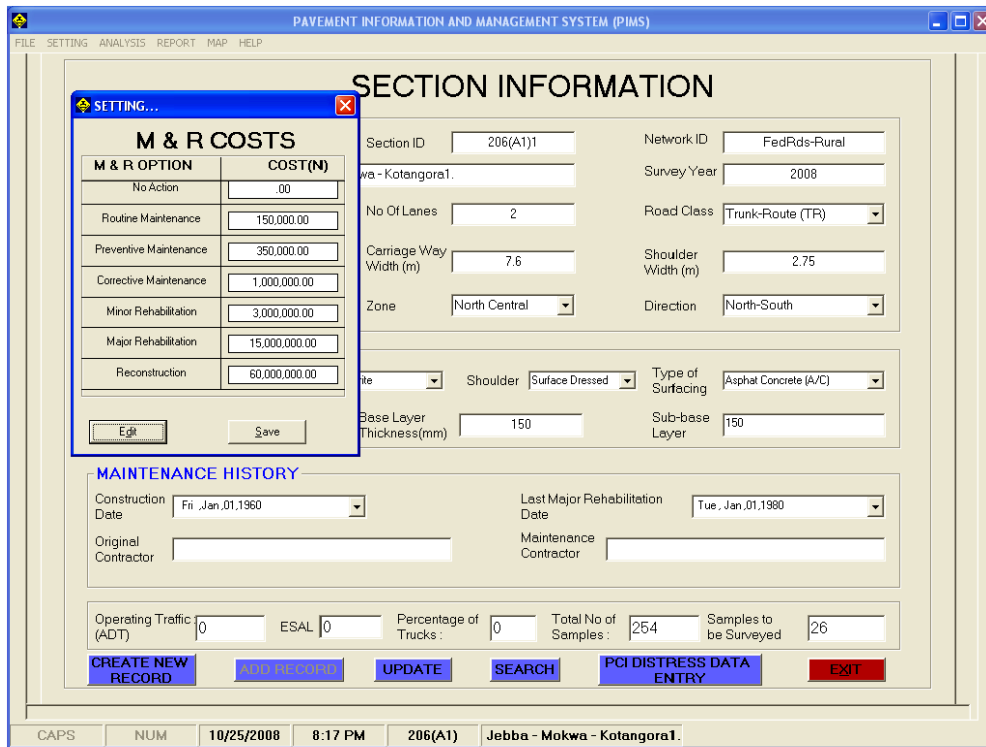 PAVEMENT INFORMATION AND MANAGEMENT SYSTEM (PIMS)
FILE SETTING ANALYSIS REPORT MAP HELP
SECTION INFORMATION
SETTING...
M & R COSTS
M & R OPTION COST(N)
No Action .00
Routine Maintenance 150,000.00
Preventive Maintenance 350,000.00
Corrective Maintenance 1,000,000.00
Minor Rehabilitation 3,000,000.00
Major Rehabilitation 15,000,000.00
Reconstruction 60,000,000.00
Edit Save
Section ID 206(A1)1 Network ID FedRds-Rural
wa - Kotangora1. Survey Year 2008
No Of Lanes 2 Road Class Trunk-Route (TR)
Carriage Way
Width (m) 7.6 Shoulder
Width (m) 2.75
Zone North Central Direction North-South
rite Shoulder Surface Dressed Type of
Surfacing Asphat Concrete (A/C)
Base Layer
Thickness(mm) 150 Sub-base
Layer 150
MAINTENANCE HISTORY
Construction
Date Fri ,Jan,01,1960 Last Major Rehabilitation
Date Tue , Jan,01,1980
Original
Contractor Maintenance
Contractor
Operating Traffic :
(ADT) 0 ESAL 0 Percentage of
Trucks : 0 Total No of
Samples : 254 Samples to
be Surveyed 26
CREATE NEW
RECORD ADD RECORD UPDATE SEARCH PCI DISTRESS DATA
ENTRY EXIT
CAPS NUM 10/25/2008 8:17 PM 206(A1) Jebba - Mokwa - Kotangora1.